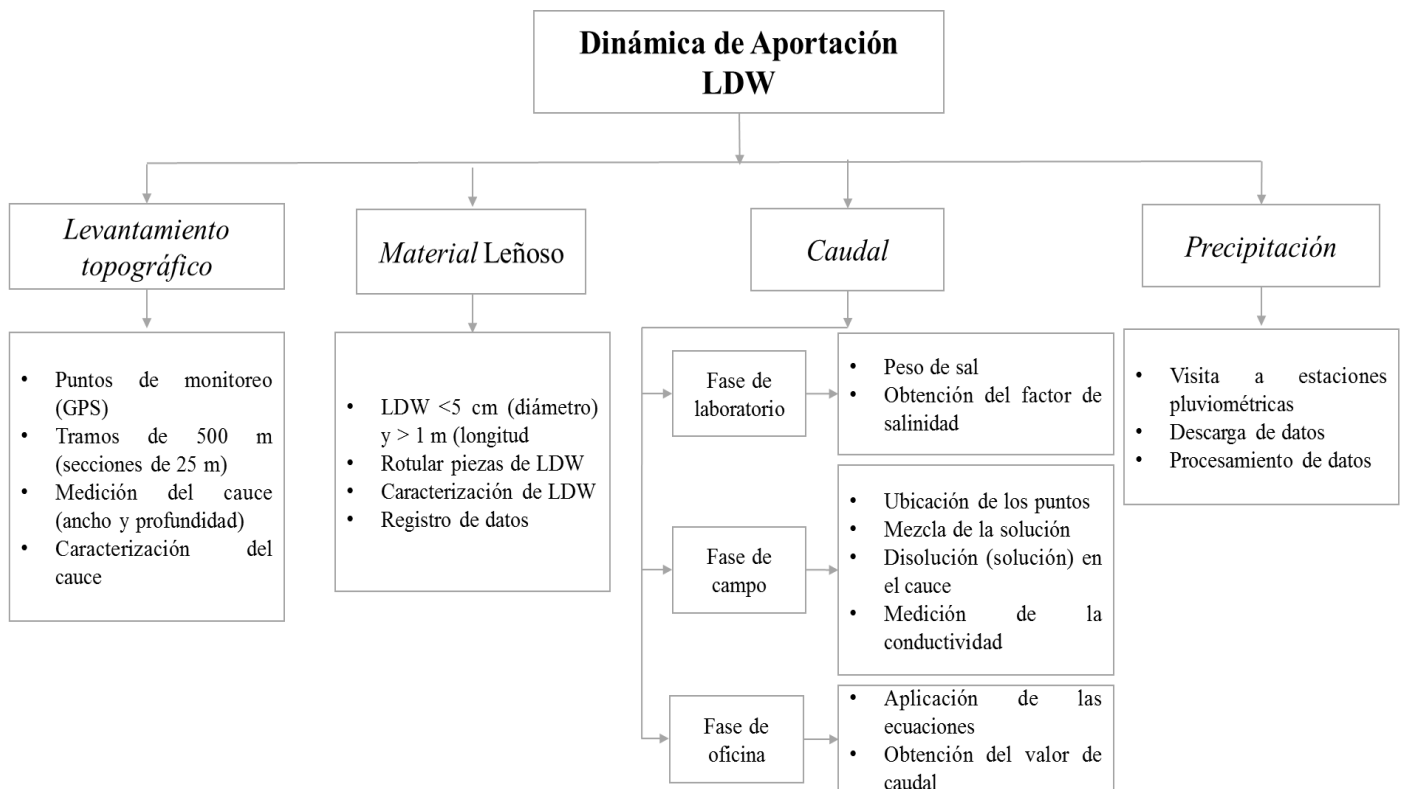 Dinámica de Aportación
LDW
Levantamiento
topográfico
Material Leñoso
Caudal
Precipitación
• Puntos de monitoreo
(GPS)
• Tramos de 500 m
(secciones de 25 m)
• Medición del cauce
(ancho y profundidad)
• Caracterización del
cauce
• LDW <5 cm (diámetro)
y > 1 m (longitud
• Rotular piezas de LDW
• Caracterización de LDW
• Registro de datos
Fase de
laboratorio
• Peso de sal
• Obtención del factor de
salinidad
Fase de
campo
• Ubicación de los puntos
• Mezcla de la solución
• Disolución (solución) en
el cauce
• Medición de la
conductividad
Fase de
oficina
• Aplicación de las
ecuaciones
• Obtención del valor de
caudal
• Visita a estaciones
pluviométricas
• Descarga de datos
• Procesamiento de datos